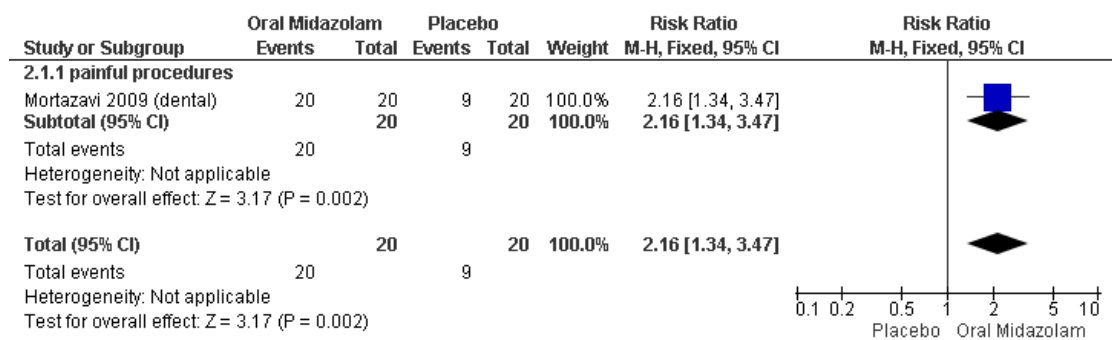 Oral Midazolam Placebo Risk Ratio Risk Ratio
Study or Subgroup Events Total Events Total Weight M-H, Fixed, 95% CI M-H, Fixed, 95% CI
2.1.1 painful procedures
Mortazavi 2009 (dental) 20 20 9 20 100.0% 2.16 [1.34, 3.47]
Subtotal (95% CI) 20 20 100.0% 2.16 [1.34, 3.47]
Total events 20 9
Heterogeneity: Not applicable
Test for overall effect: Z = 3.17 (P = 0.002)
Total (95% CI) 20 20 100.0% 2.16 [1.34, 3.47]
Total events 20 9
Heterogeneity: Not applicable
Test for overall effect: Z = 3.17 (P = 0.002)
0.1 0.2 0.5 1 2 5 10
Placebo Oral Midazolam